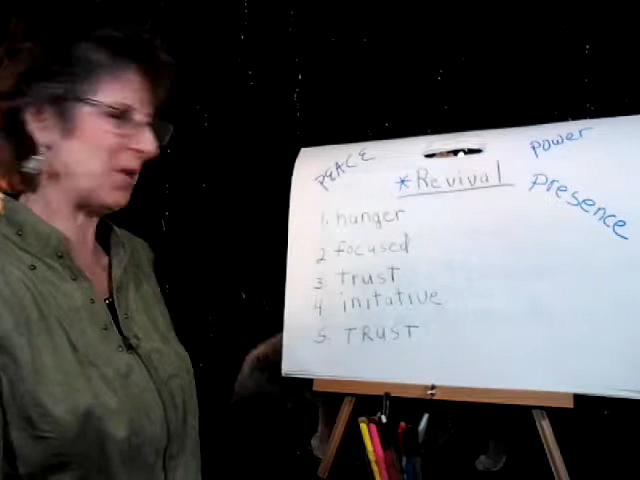 PEACE
power
*Revival
presence
1. hunger
2 focused
3 trust
4 initative
5. TRUST